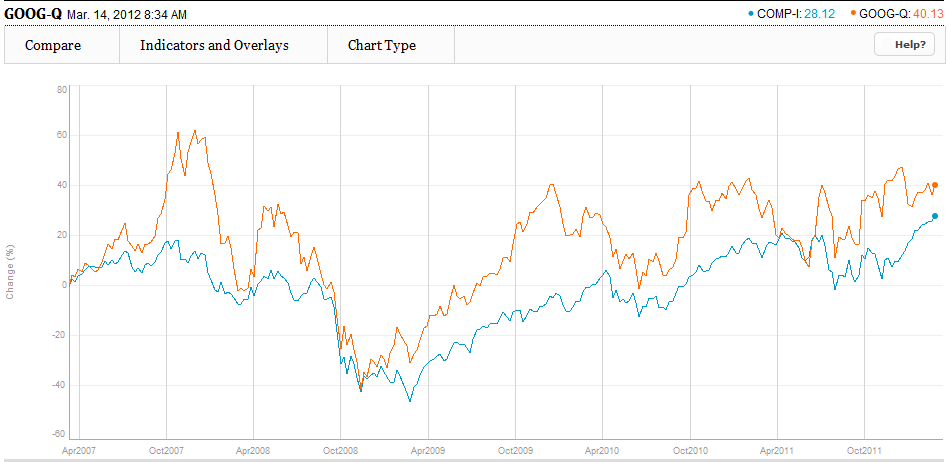 GOOG-Q Mar. 14, 2012 8:34 AM COMP-I: 28.12 GOOG-Q: 40.13
Compare Indicators and Overlays Chart Type Help?
80
60
40
20
0
-20
-40
-60
Change (%)
Apr2007 Oct2007 Apr2008 Oct2008 Apr2009 Oct2009 Apr2010 Oct2010 Apr2011 Oct2011